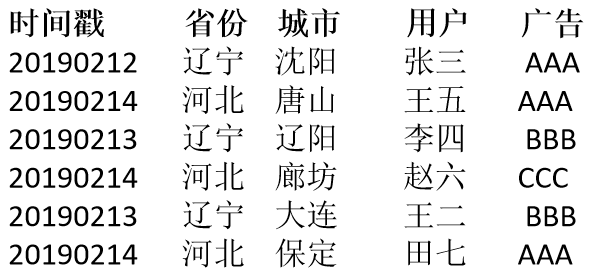 时间戳 省份 城市 用户 广告
20190212 辽宁 沈阳 张三 AAA
20190214 河北 唐山 王五 AAA
20190213 辽宁 辽阳 李四 BBB
20190214 河北 廊坊 赵六 CCC
20190213 辽宁 大连 王二 BBB
20190214 河北 保定 田七 AAA